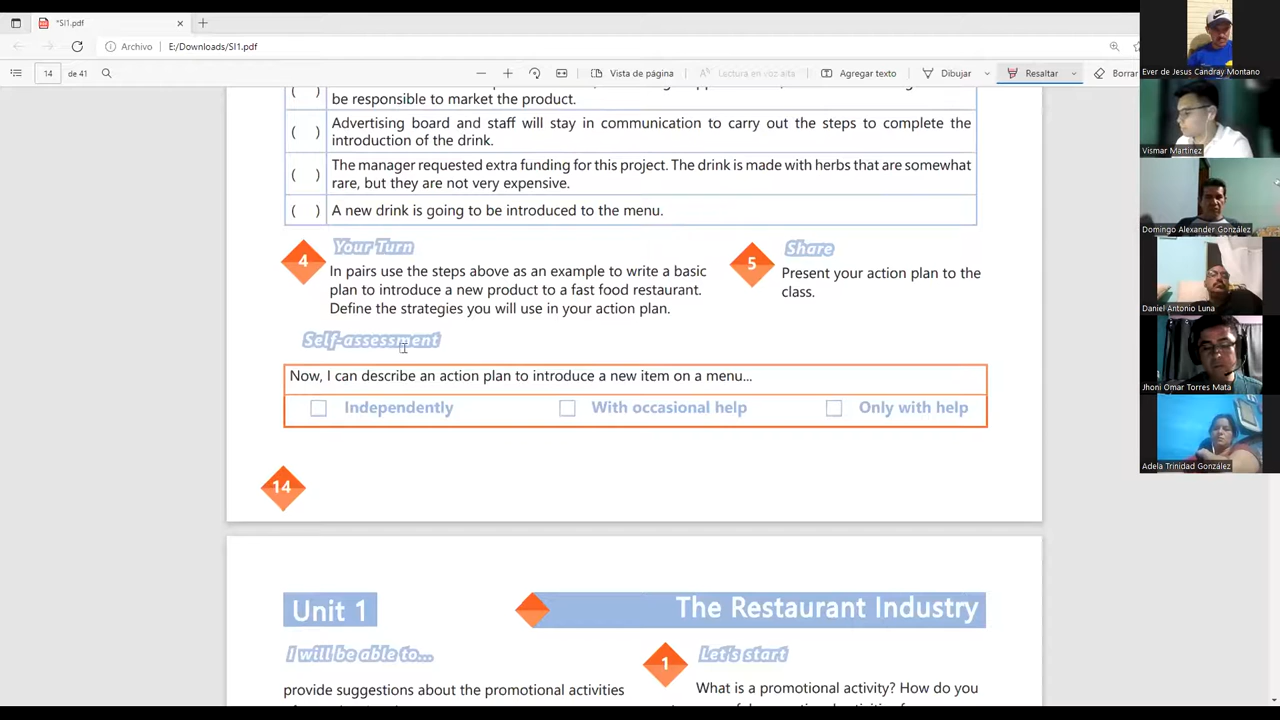 *SI1.pdf
Archivo
E:/Downloads/SI1.pdf
14
de 41
Vista de página
Lectura en voz alta
Agregar texto
Dibujar
Resaltar
Borrar
be responsible to market the product.
( )
( ) Advertising board and staff will stay in communication to carry out the steps to complete the
introduction of the drink.
( ) The manager requested extra funding for this project. The drink is made with herbs that are somewhat
rare, but they are not very expensive.
( ) A new drink is going to be introduced to the menu.
4
Your Turn
In pairs use the steps above as an example to write a basic
plan to introduce a new product to a fast food restaurant.
Define the strategies you will use in your action plan.
5
Share
Present your action plan to the
class.
Self-assessment
Now, I can describe an action plan to introduce a new item on a menu...
Independently
With occasional help
Only with help
14
Unit 1
The Restaurant Industry
I will be able to...
provide suggestions about the promotional activities
1
Let's start
What is a promotional activity? How do you
Ever de Jesus Candray Montano
Vismar Martinez
Domingo Alexander González
Daniel Antonio Luna
Jhoni Omar Torres Mata
Adela Trinidad González